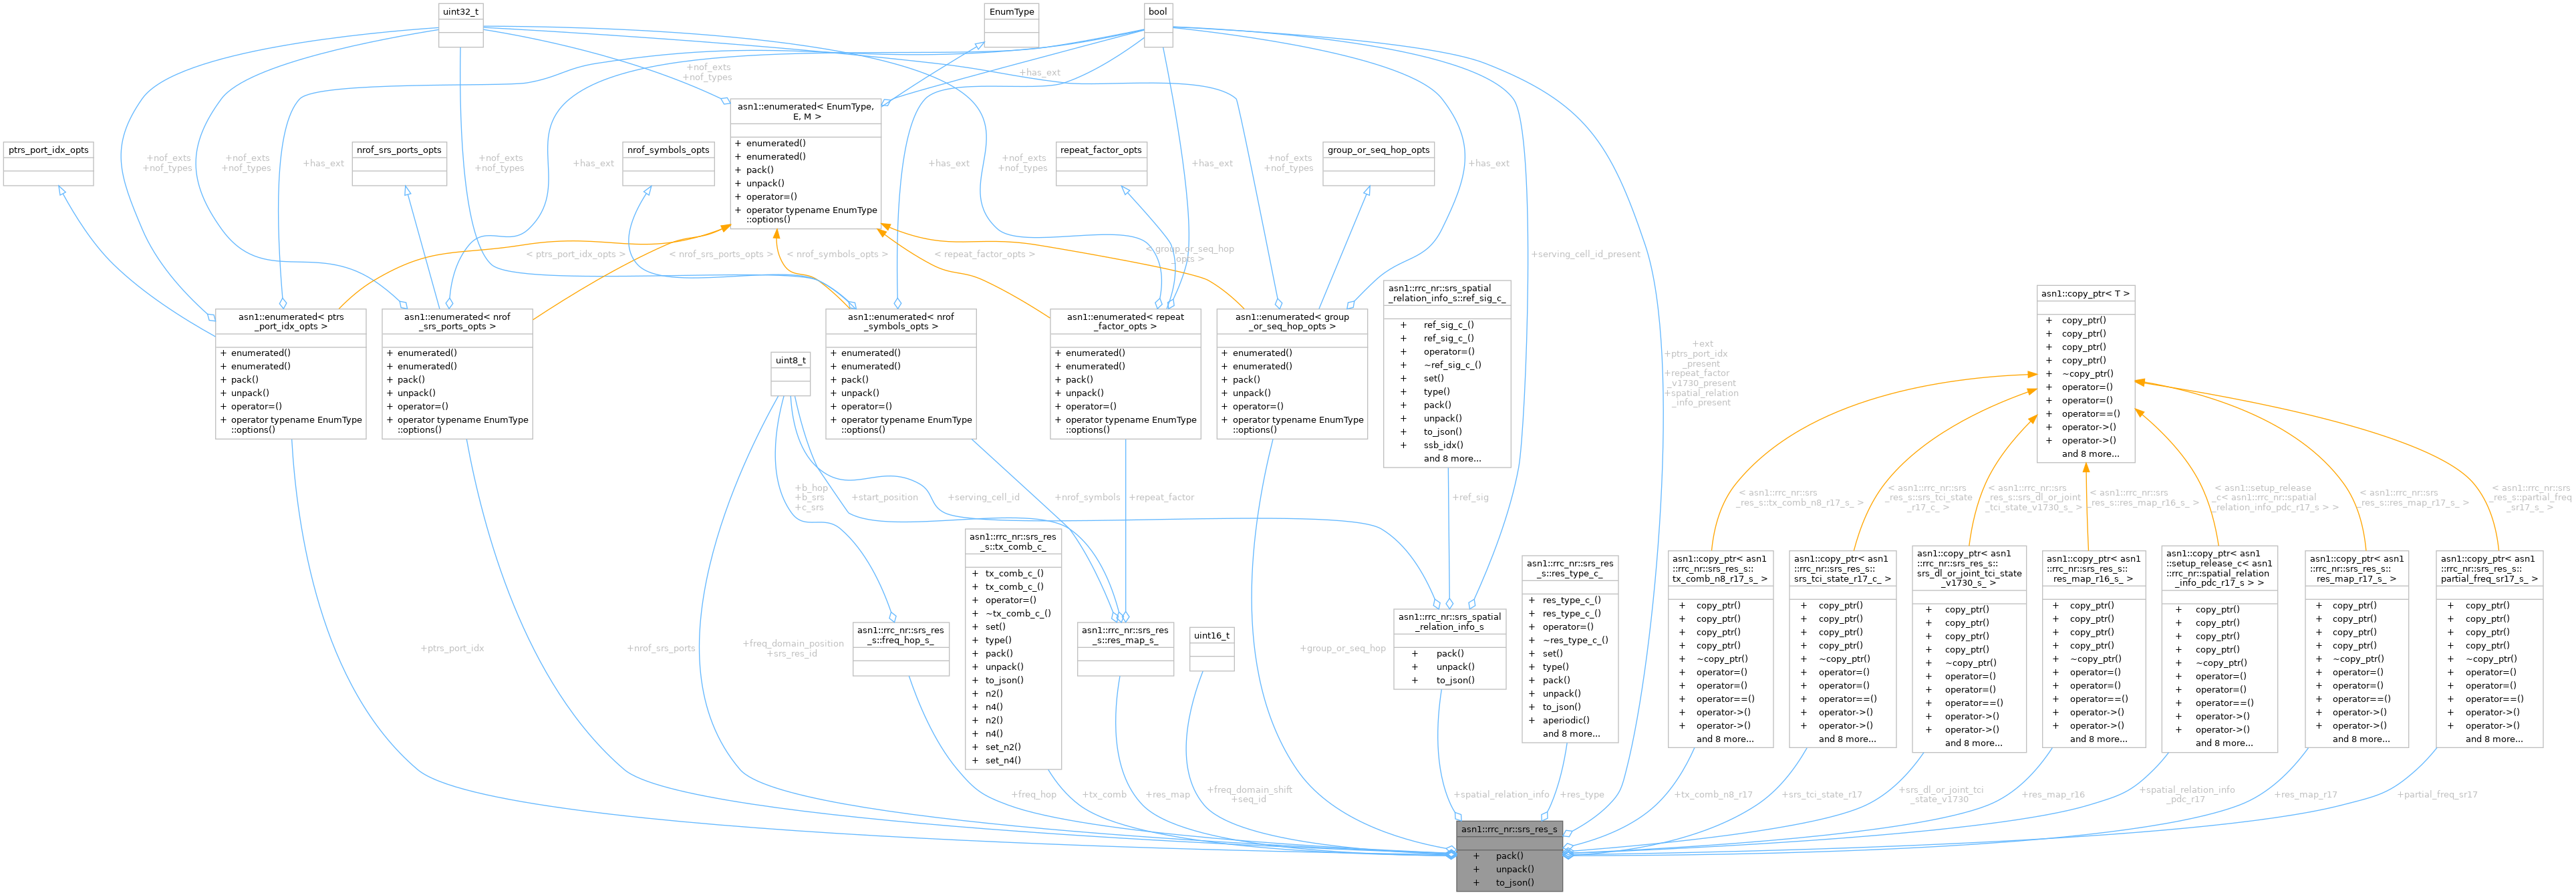 uint32_t
EnumType
bool
+nof_exts
+nof_types
+has_ext
asn1::enumerated< EnumType,
E, M >
+ enumerated()
+ enumerated()
+ pack()
+ unpack()
+ operator=()
+ operator typename EnumType
::options()
ptrs_port_idx_opts
nrof_srs_ports_opts
nrof_symbols_opts
repeat_factor_opts
group_or_seq_hop_opts
+nof_exts
+nof_types
+nof_exts
+nof_types
+has_ext
+nof_exts
+nof_types
+has_ext
+has_ext
+nof_exts
+nof_types
+has_ext
+nof_exts
+nof_types
+has_ext
< ptrs_port_idx_opts >
< nrof_srs_ports_opts >
< nrof_symbols_opts >
< repeat_factor_opts >
< group_or_seq_hop
_opts >
+serving_cell_id_present
asn1::enumerated< ptrs
_port_idx_opts >
+ enumerated()
+ enumerated()
+ pack()
+ unpack()
+ operator=()
+ operator typename EnumType
::options()
asn1::enumerated< nrof
_srs_ports_opts >
+ enumerated()
+ enumerated()
+ pack()
+ unpack()
+ operator=()
+ operator typename EnumType
::options()
uint8_t
asn1::enumerated< nrof
_symbols_opts >
+ enumerated()
+ enumerated()
+ pack()
+ unpack()
+ operator=()
+ operator typename EnumType
::options()
asn1::enumerated< repeat
_factor_opts >
+ enumerated()
+ enumerated()
+ pack()
+ unpack()
+ operator=()
+ operator typename EnumType
::options()
asn1::enumerated< group
_or_seq_hop_opts >
+ enumerated()
+ enumerated()
+ pack()
+ unpack()
+ operator=()
+ operator typename EnumType
::options()
asn1::rrc_nr::srs_spatial
_relation_info_s::ref_sig_c_
+ ref_sig_c_()
+ ref_sig_c_()
+ operator=()
+ ~ref_sig_c_()
+ set()
+ type()
+ pack()
+ unpack()
+ to_json()
+ ssb_idx()
and 8 more...
+ext
+ptrs_port_idx
_present
+repeat_factor
_v1730_present
+spatial_relation
_info_present
asn1::copy_ptr< T >
+ copy_ptr()
+ copy_ptr()
+ copy_ptr()
+ copy_ptr()
+ ~copy_ptr()
+ operator=()
+ operator=()
+ operator==()
+ operator->()
+ operator->()
and 8 more...
+b_hop
+b_srs
+c_srs
+start_position
+serving_cell_id
+nrof_symbols
+repeat_factor
+ref_sig
< asn1::rrc_nr::srs
_res_s::tx_comb_n8_r17_s_ >
< asn1::rrc_nr::srs
_res_s::srs_tci_state
_r17_c_ >
< asn1::rrc_nr::srs
_res_s::srs_dl_or_joint
_tci_state_v1730_s_ >
< asn1::rrc_nr::srs
_res_s::res_map_r16_s_ >
< asn1::setup_release
_c< asn1::rrc_nr::spatial
_relation_info_pdc_r17_s > >
< asn1::rrc_nr::srs
_res_s::res_map_r17_s_ >
< asn1::rrc_nr::srs
_res_s::partial_freq
_sr17_s_ >
+ptrs_port_idx
+nrof_srs_ports
+freq_domain_position
+srs_res_id
asn1::rrc_nr::srs_res
_s::freq_hop_s_
asn1::rrc_nr::srs_res
_s::tx_comb_c_
+ tx_comb_c_()
+ tx_comb_c_()
+ operator=()
+ ~tx_comb_c_()
+ set()
+ type()
+ pack()
+ unpack()
+ to_json()
+ n2()
+ n4()
+ n2()
+ n4()
+ set_n2()
+ set_n4()
asn1::rrc_nr::srs_res
_s::res_map_s_
uint16_t
+group_or_seq_hop
asn1::rrc_nr::srs_spatial
_relation_info_s
+ pack()
+ unpack()
+ to_json()
asn1::rrc_nr::srs_res
_s::res_type_c_
+ res_type_c_()
+ res_type_c_()
+ operator=()
+ ~res_type_c_()
+ set()
+ type()
+ pack()
+ unpack()
+ to_json()
+ aperiodic()
and 8 more...
asn1::copy_ptr< asn1
::rrc_nr::srs_res_s::
tx_comb_n8_r17_s_ >
+ copy_ptr()
+ copy_ptr()
+ copy_ptr()
+ copy_ptr()
+ ~copy_ptr()
+ operator=()
+ operator=()
+ operator==()
+ operator->()
+ operator->()
and 8 more...
asn1::copy_ptr< asn1
::rrc_nr::srs_res_s::
srs_tci_state_r17_c_ >
+ copy_ptr()
+ copy_ptr()
+ copy_ptr()
+ copy_ptr()
+ ~copy_ptr()
+ operator=()
+ operator=()
+ operator==()
+ operator->()
+ operator->()
and 8 more...
asn1::copy_ptr< asn1
::rrc_nr::srs_res_s::
srs_dl_or_joint_tci_state
_v1730_s_ >
+ copy_ptr()
+ copy_ptr()
+ copy_ptr()
+ copy_ptr()
+ ~copy_ptr()
+ operator=()
+ operator=()
+ operator==()
+ operator->()
+ operator->()
and 8 more...
asn1::copy_ptr< asn1
::rrc_nr::srs_res_s::
res_map_r16_s_ >
+ copy_ptr()
+ copy_ptr()
+ copy_ptr()
+ copy_ptr()
+ ~copy_ptr()
+ operator=()
+ operator=()
+ operator==()
+ operator->()
+ operator->()
and 8 more...
asn1::copy_ptr< asn1
::setup_release_c< asn1
::rrc_nr::spatial_relation
_info_pdc_r17_s > >
+ copy_ptr()
+ copy_ptr()
+ copy_ptr()
+ copy_ptr()
+ ~copy_ptr()
+ operator=()
+ operator=()
+ operator==()
+ operator->()
+ operator->()
and 8 more...
asn1::copy_ptr< asn1
::rrc_nr::srs_res_s::
res_map_r17_s_ >
+ copy_ptr()
+ copy_ptr()
+ copy_ptr()
+ copy_ptr()
+ ~copy_ptr()
+ operator=()
+ operator=()
+ operator==()
+ operator->()
+ operator->()
and 8 more...
asn1::copy_ptr< asn1
::rrc_nr::srs_res_s::
partial_freq_sr17_s_ >
+ copy_ptr()
+ copy_ptr()
+ copy_ptr()
+ copy_ptr()
+ ~copy_ptr()
+ operator=()
+ operator=()
+ operator==()
+ operator->()
+ operator->()
and 8 more...
+freq_hop
+tx_comb
+res_map
+freq_domain_shift
+seq_id
+spatial_relation_info
+res_type
+tx_comb_n8_r17
+srs_tci_state_r17
+srs_dl_or_joint_tci
_state_v1730
+res_map_r16
+spatial_relation_info
_pdc_r17
+res_map_r17
+partial_freq_sr17
asn1::rrc_nr::srs_res_s
+ pack()
+ unpack()
+ to_json()